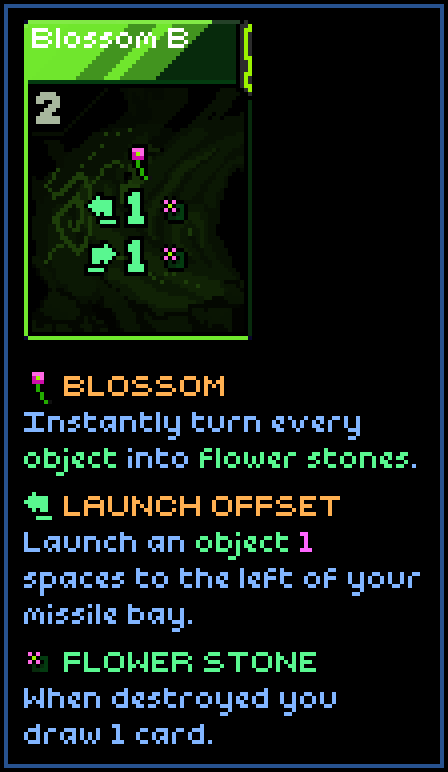 Blossom B
2
1
1
BLOSSOM
Instantly turn every
object into flower stones.
LAUNCH OFFSET
Launch an object 1
spaces to the left of your
missile bay.
FLOWER STONE
When destroyed you
draw 1 card.